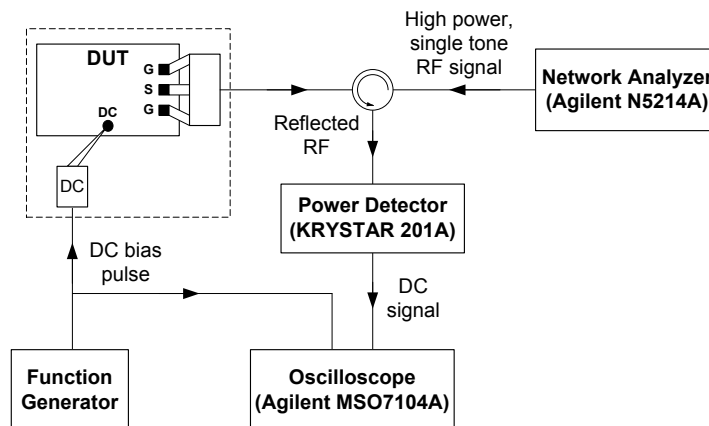 DUT
G
S
G
DC
DC
DC bias
pulse
Function
Generator
High power,
single tone
RF signal
Network Analyzer
(Agilent N5214A)
Reflected
RF
Power Detector
(KRYSTAR 201A)
DC
signal
Oscilloscope
(Agilent MSO7104A)